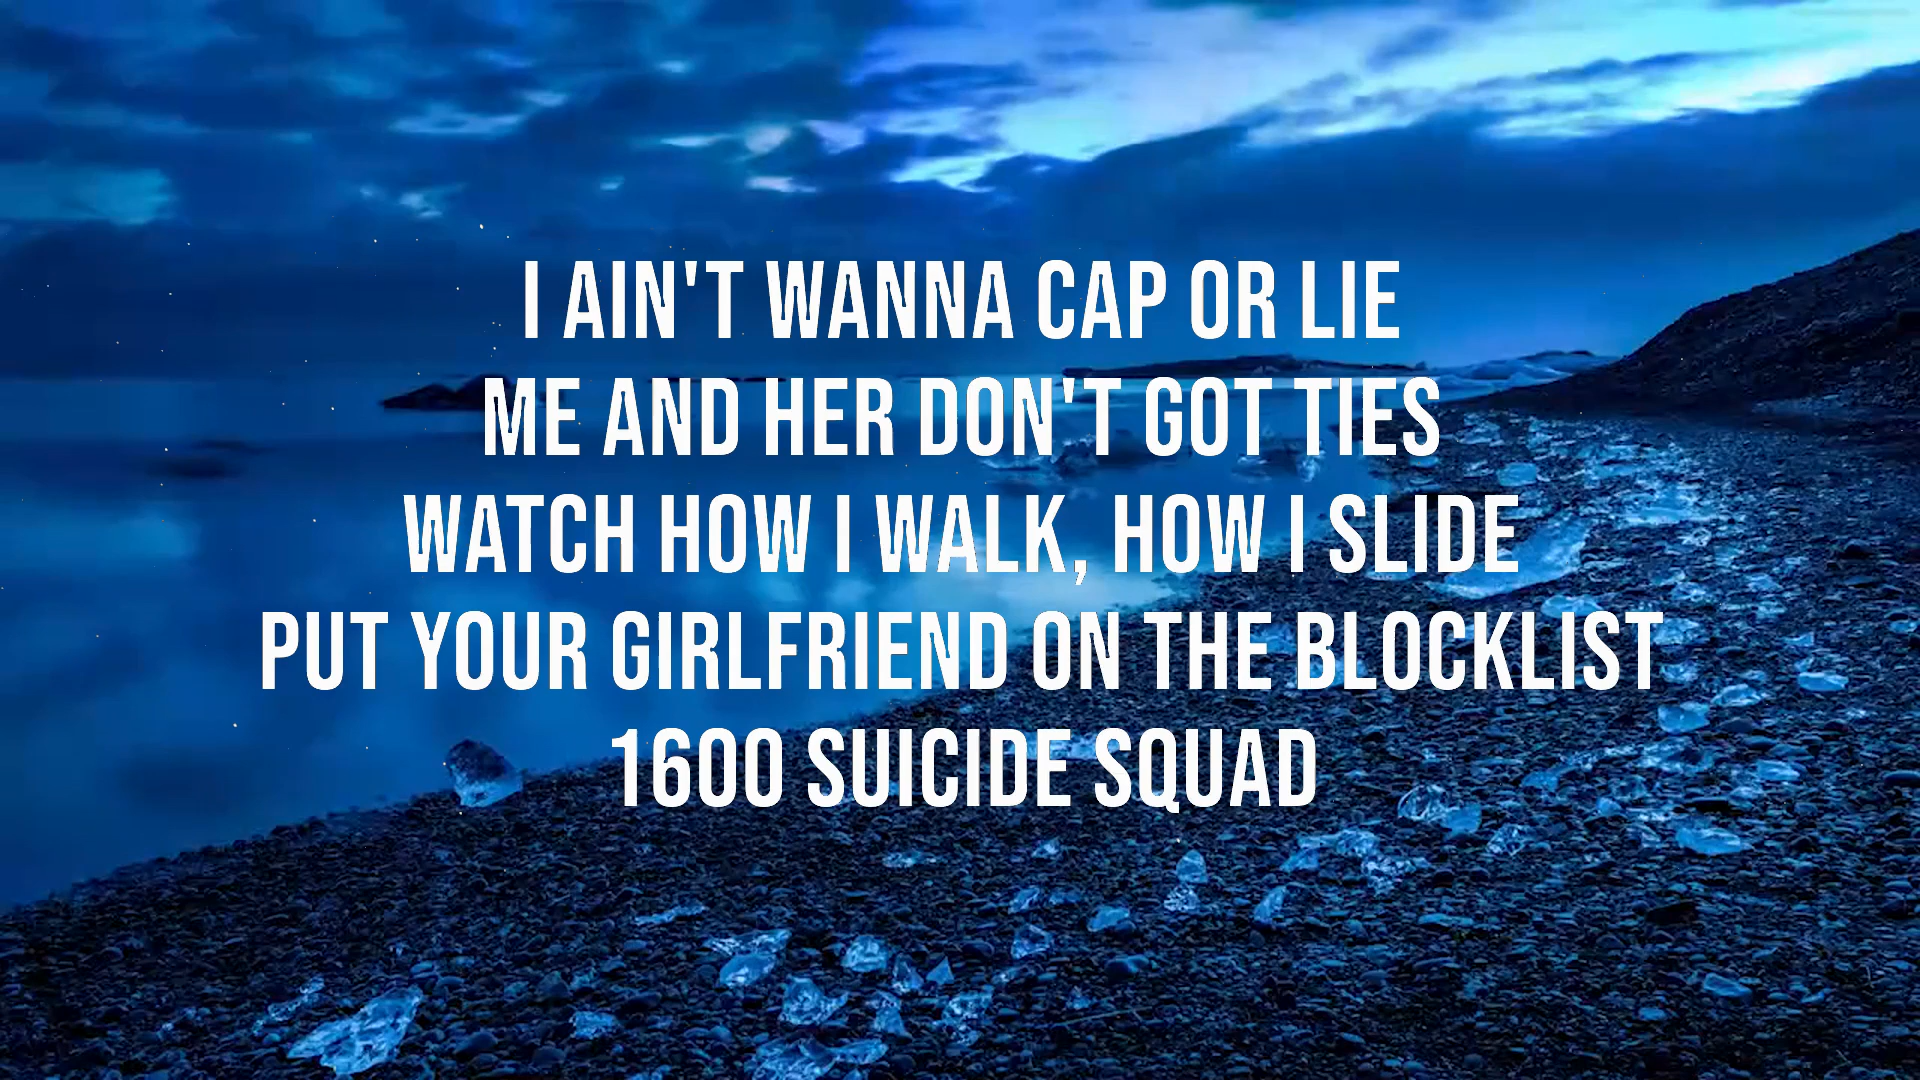 I AIN'T WANNA CAP OR LIE
ME AND HER DON'T GOT TIES
WATCH HOW I WALK, HOW I SLIDE
PUT YOUR GIRLFRIEND ON THE BLOCKLIST
1600 SUICIDE SQUAD